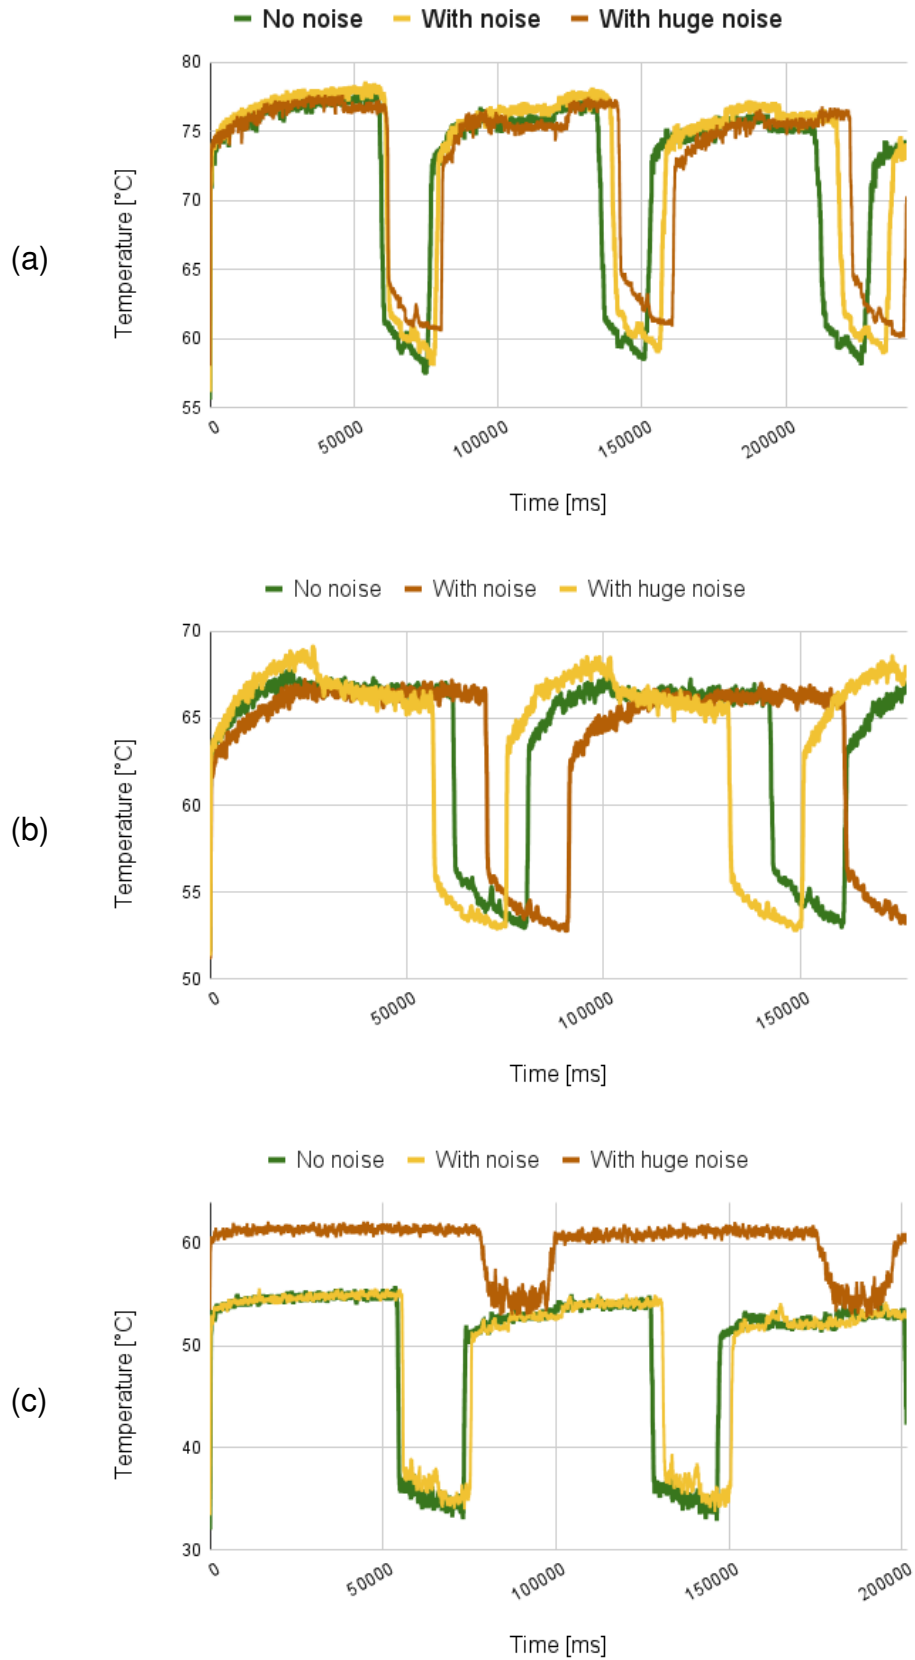 No noise With noise With huge noise
80
75
70
65
60
55
Temperature [°C]
(a)
0 50000 100000 150000 200000
Time [ms]
No noise With noise With huge noise
70
65
60
55
50
Temperature [°C]
(b)
0 50000 100000 150000
Time [ms]
No noise With noise With huge noise
60
50
40
30
Temperature [°C]
(c)
0 50000 100000 150000 200000
Time [ms]